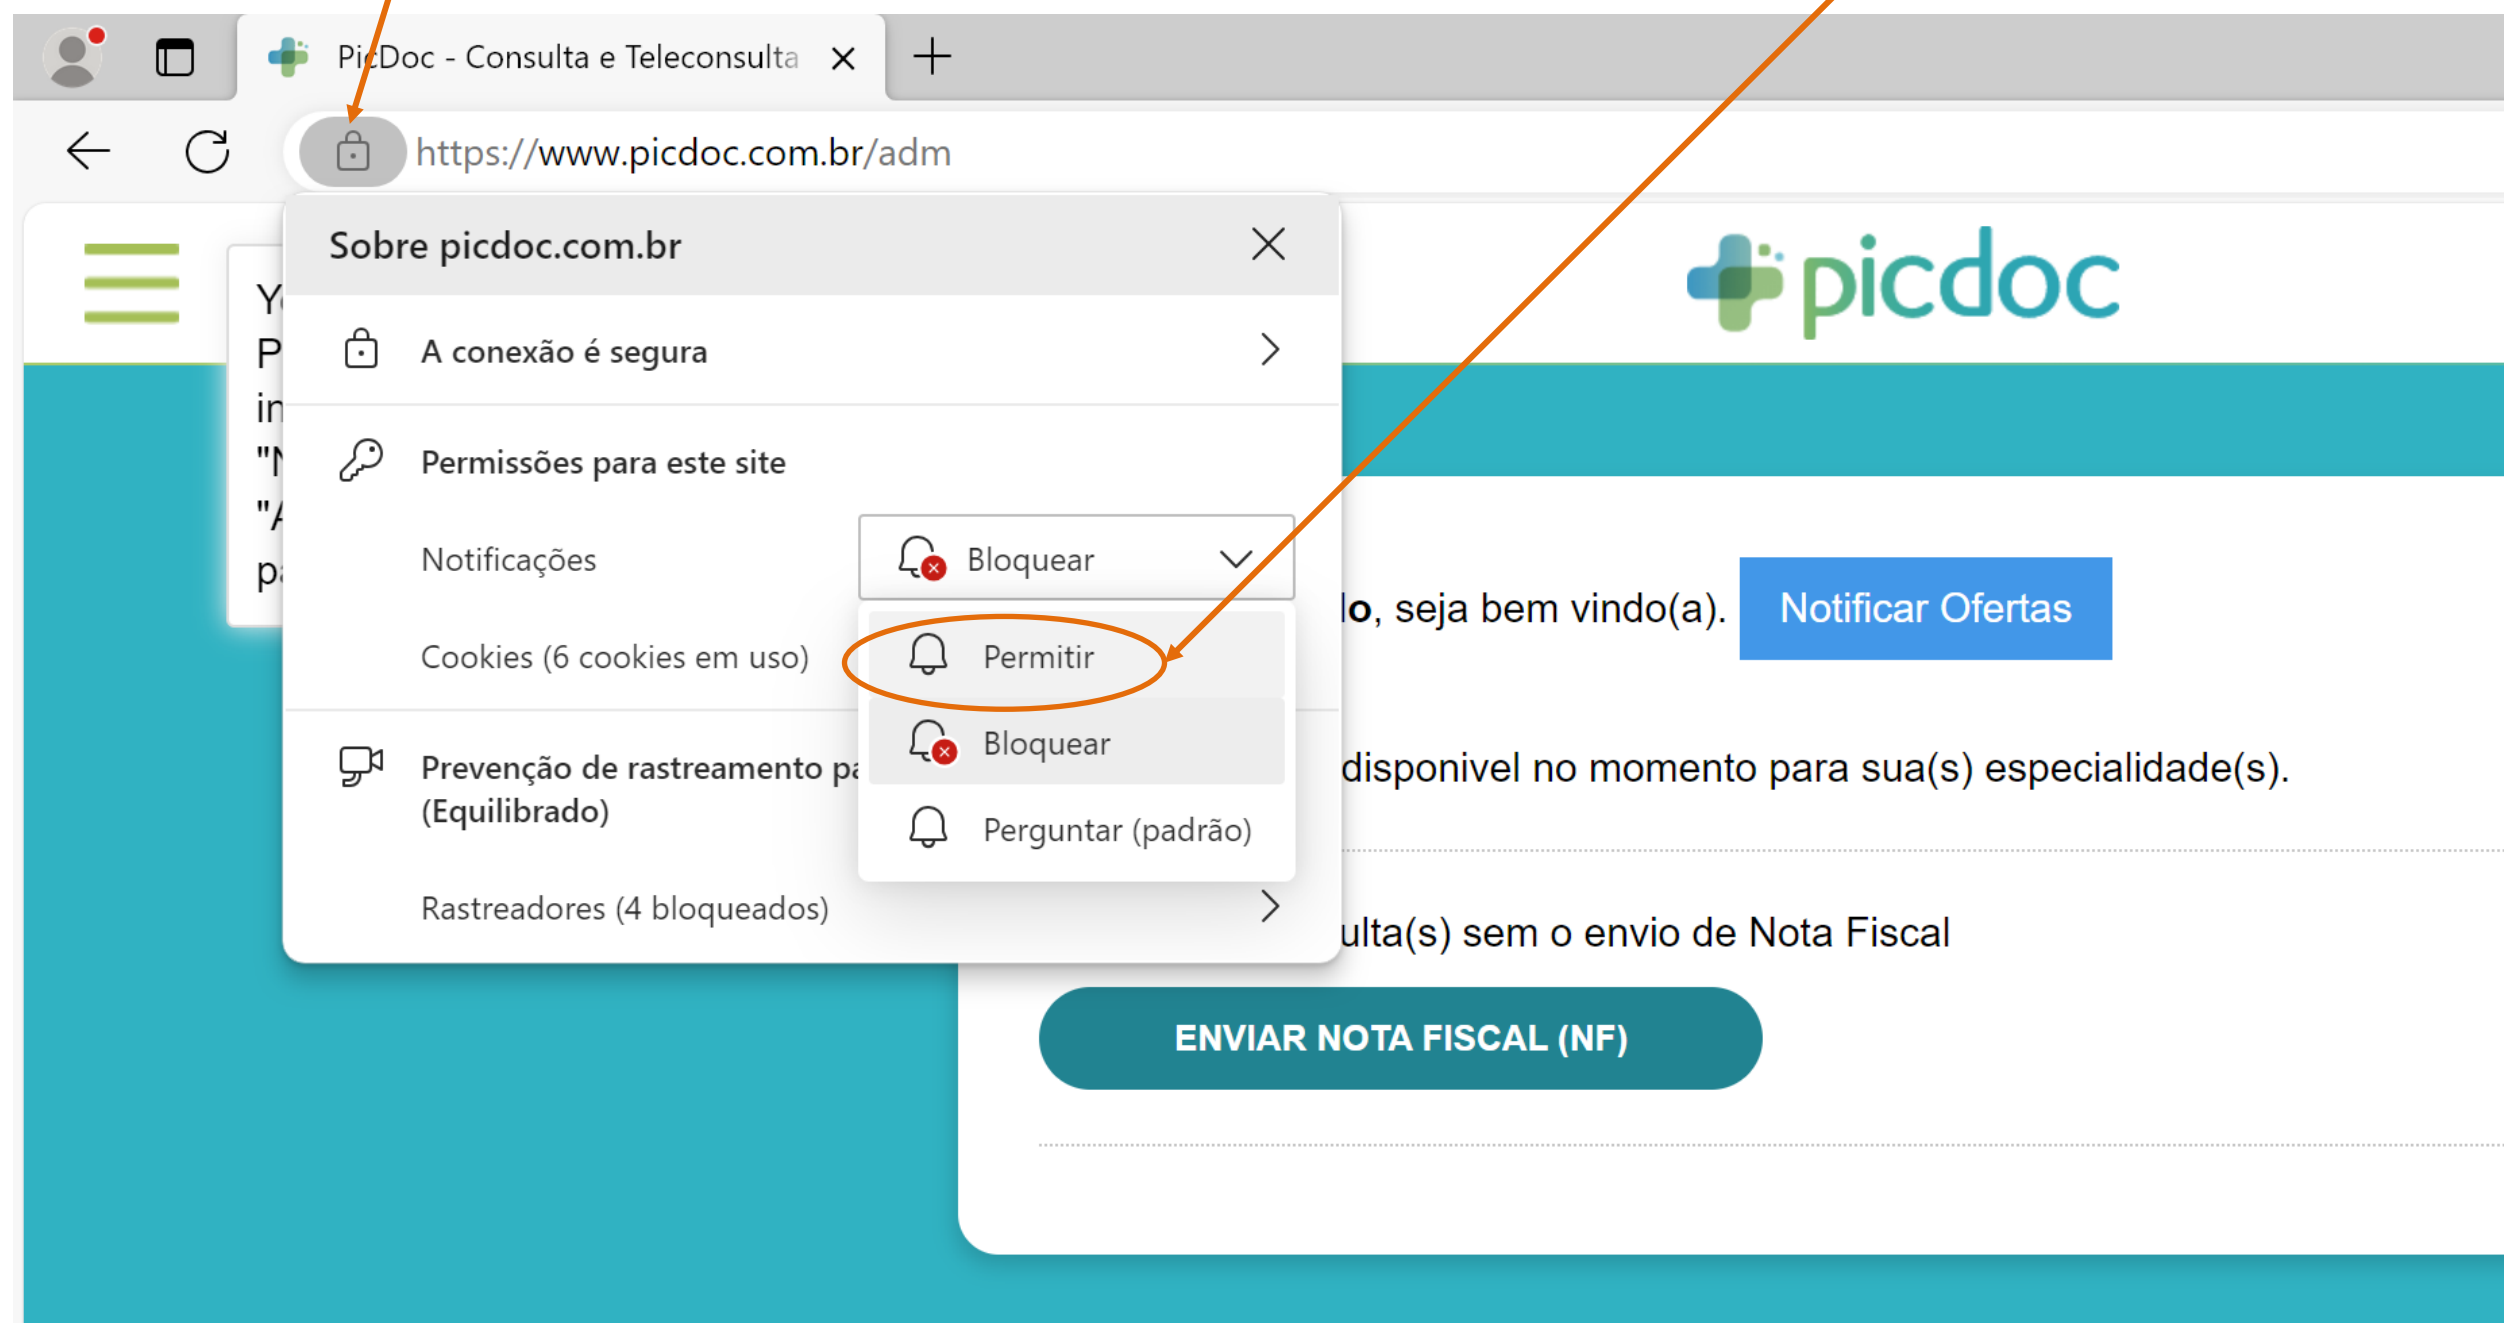 PicDoc - Consulta e Teleconsulta
https://www.picdoc.com.br/adm
Sobre picdoc.com.br
picdoc
A conexão é segura
Permissões para este site
Notificações
Bloquear
Cookies (6 cookies em uso)
Permitir
Bloquear
Perguntar (padrão)
Prevenção de rastreamento
(Equilibrado)
Rastreadores (4 bloqueados)
, seja bem vindo(a).
Notificar Ofertas
disponivel no momento para sua(s) especialidade(s).
sem o envio de Nota Fiscal
ENVIAR NOTA FISCAL (NF)